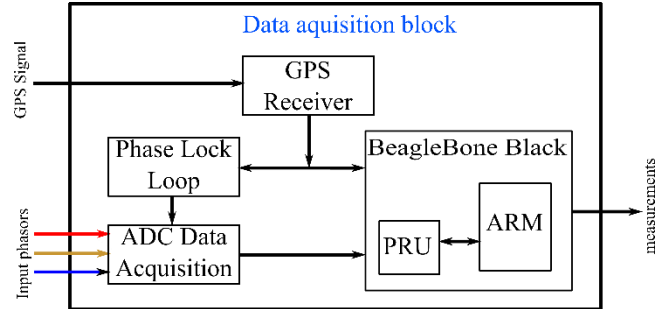 Data aquisition block
GPS Signal
GPS
Receiver
Phase Lock
Loop
BeagleBone Black
Input phasors
ADC Data
Acquisition
PRU
ARM
measurements